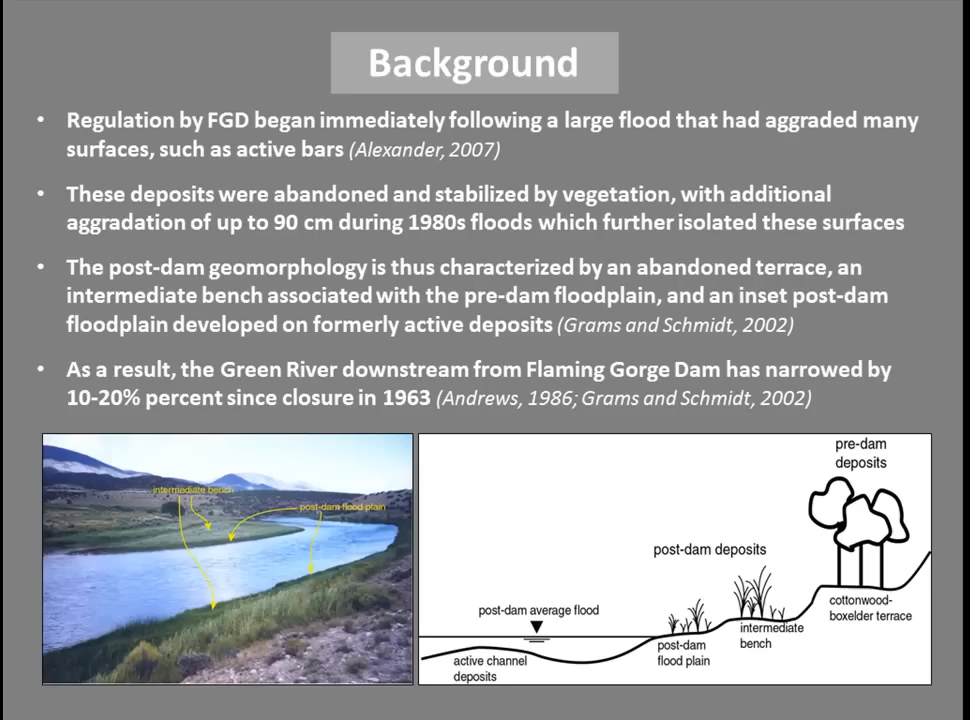 Background
• Regulation by FGD began immediately following a large flood that had aggraded many
surfaces, such as active bars (Alexander, 2007)
• These deposits were abandoned and stabilized by vegetation, with additional
aggradation of up to 90 cm during 1980s floods which further isolated these surfaces
• The post-dam geomorphology is thus characterized by an abandoned terrace, an
intermediate bench associated with the pre-dam floodplain, and an inset post-dam
floodplain developed on formerly active deposits (Grams and Schmidt, 2002)
• As a result, the Green River downstream from Flaming Gorge Dam has narrowed by
10-20% percent since closure in 1963 (Andrews, 1986; Grams and Schmidt, 2002)
intermediate bench
post-dam flood plain
pre-dam
deposits
post-dam deposits
post-dam average flood
cottonwood-
boxelder terrace
intermediate
bench
post-dam
flood plain
active channel
deposits